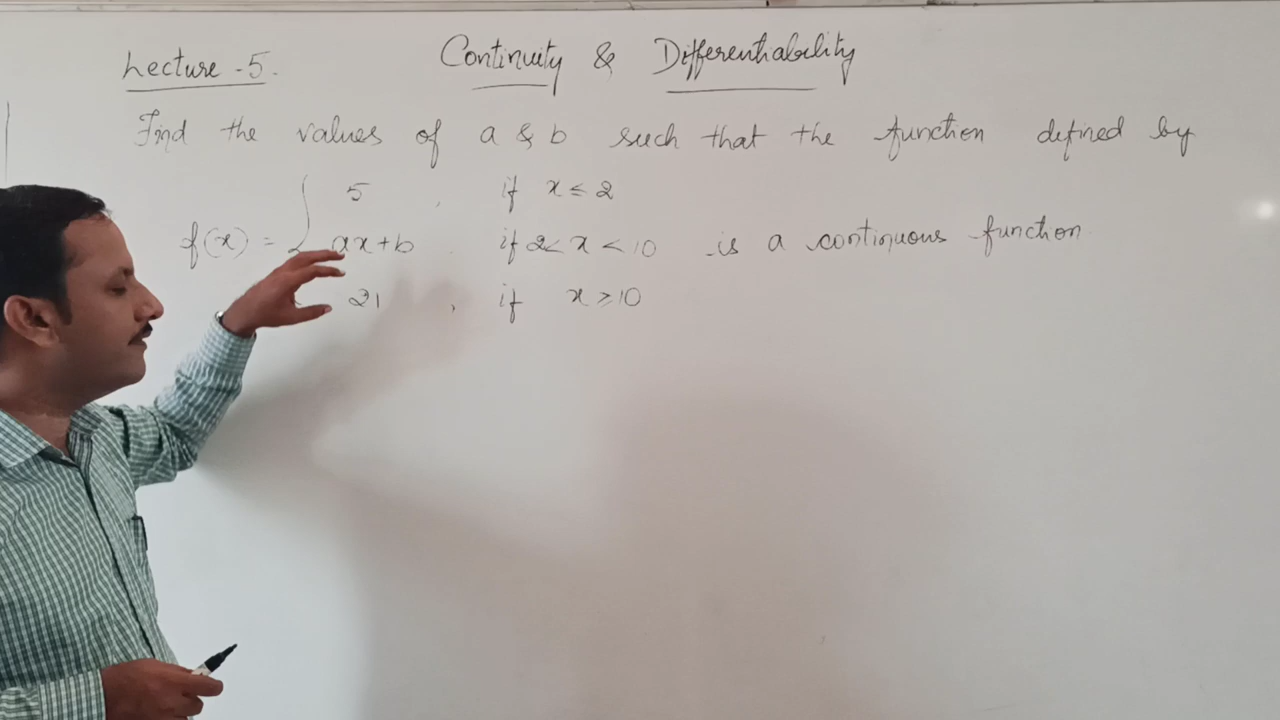 Lecture - 5. Continuity & Differentiability
Find the values of a & b such that the function defined by
5 , if x ≤ 2
f(x) = { ax+b . if 2< x < 10 is a continuous function.
21 , if x ≥ 10